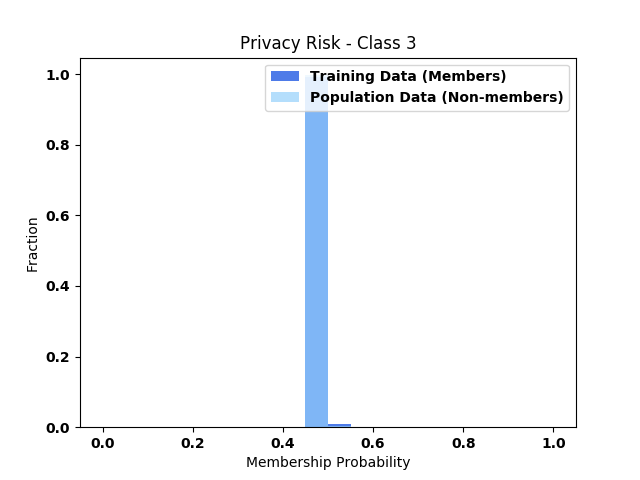 Privacy Risk - Class 3
Training Data (Members)
Population Data (Non-members)
1.0
0.8
0.6
0.4
0.2
0.0
Fraction
0.0 0.2 0.4 0.6 0.8 1.0
Membership Probability